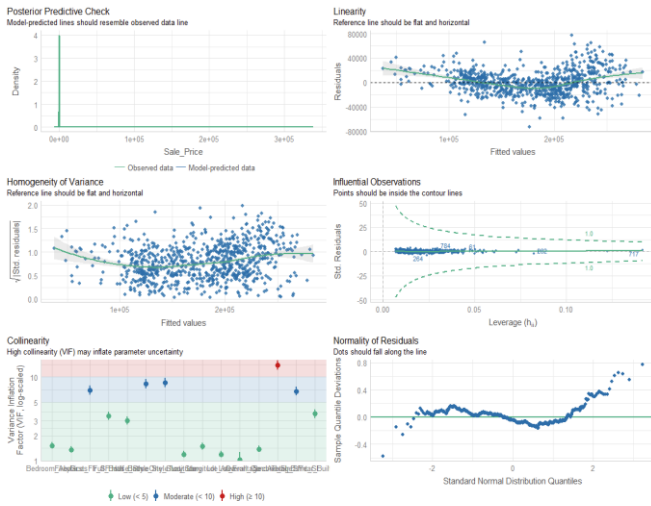 Posterior Predictive Check
Model-predicted lines should resemble observed data line
4
3
2
1
0
Density
0e+00 1e+05 2e+05 3e+05
Sale_Price
Observed data Model-predicted data
Linearity
Reference line should be flat and horizontal
80000
40000
0
-40000
-80000
Residuals
1e+05 2e+05
Fitted values
Homogeneity of Variance
Reference line should be flat and horizontal
2.0
1.5
1.0
0.5
0.0
√|Std. residuals|
1e+05 2e+05
Fitted values
Influential Observations
Points should be inside the contour lines
50
25
0
-25
-50
Std. Residuals
1.0
1.0
264
717
0.00 0.05 0.10
Leverage (hᵢᵢ)
Collinearity
High collinearity (VIF) may inflate parameter uncertainty
10
5
3
2
1
Variance Inflation
Factor (VIF, log-scaled)
Low (< 5) Moderate (< 10) High (≥ 10)
Normality of Residuals
Dots should fall along the line
0.8
0.4
0.0
-0.4
Sample Quantile Deviations
-2 0 2
Standard Normal Distribution Quantiles